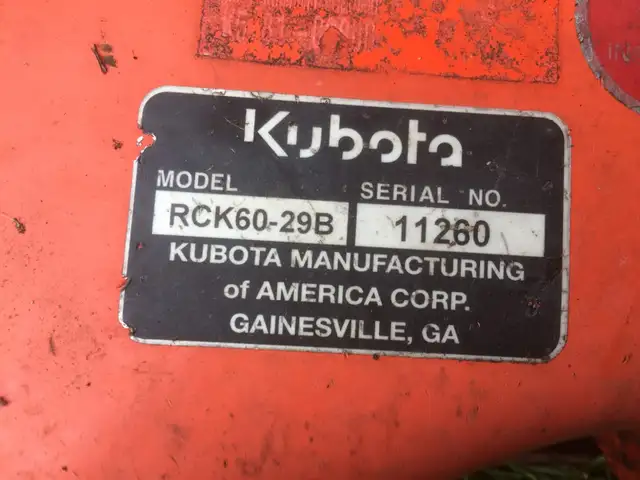 Kubota
MODEL SERIAL NO.
RCK60-29B 11260
KUBOTA MANUFACTURING
of AMERICA CORP.
GAINESVILLE, GA